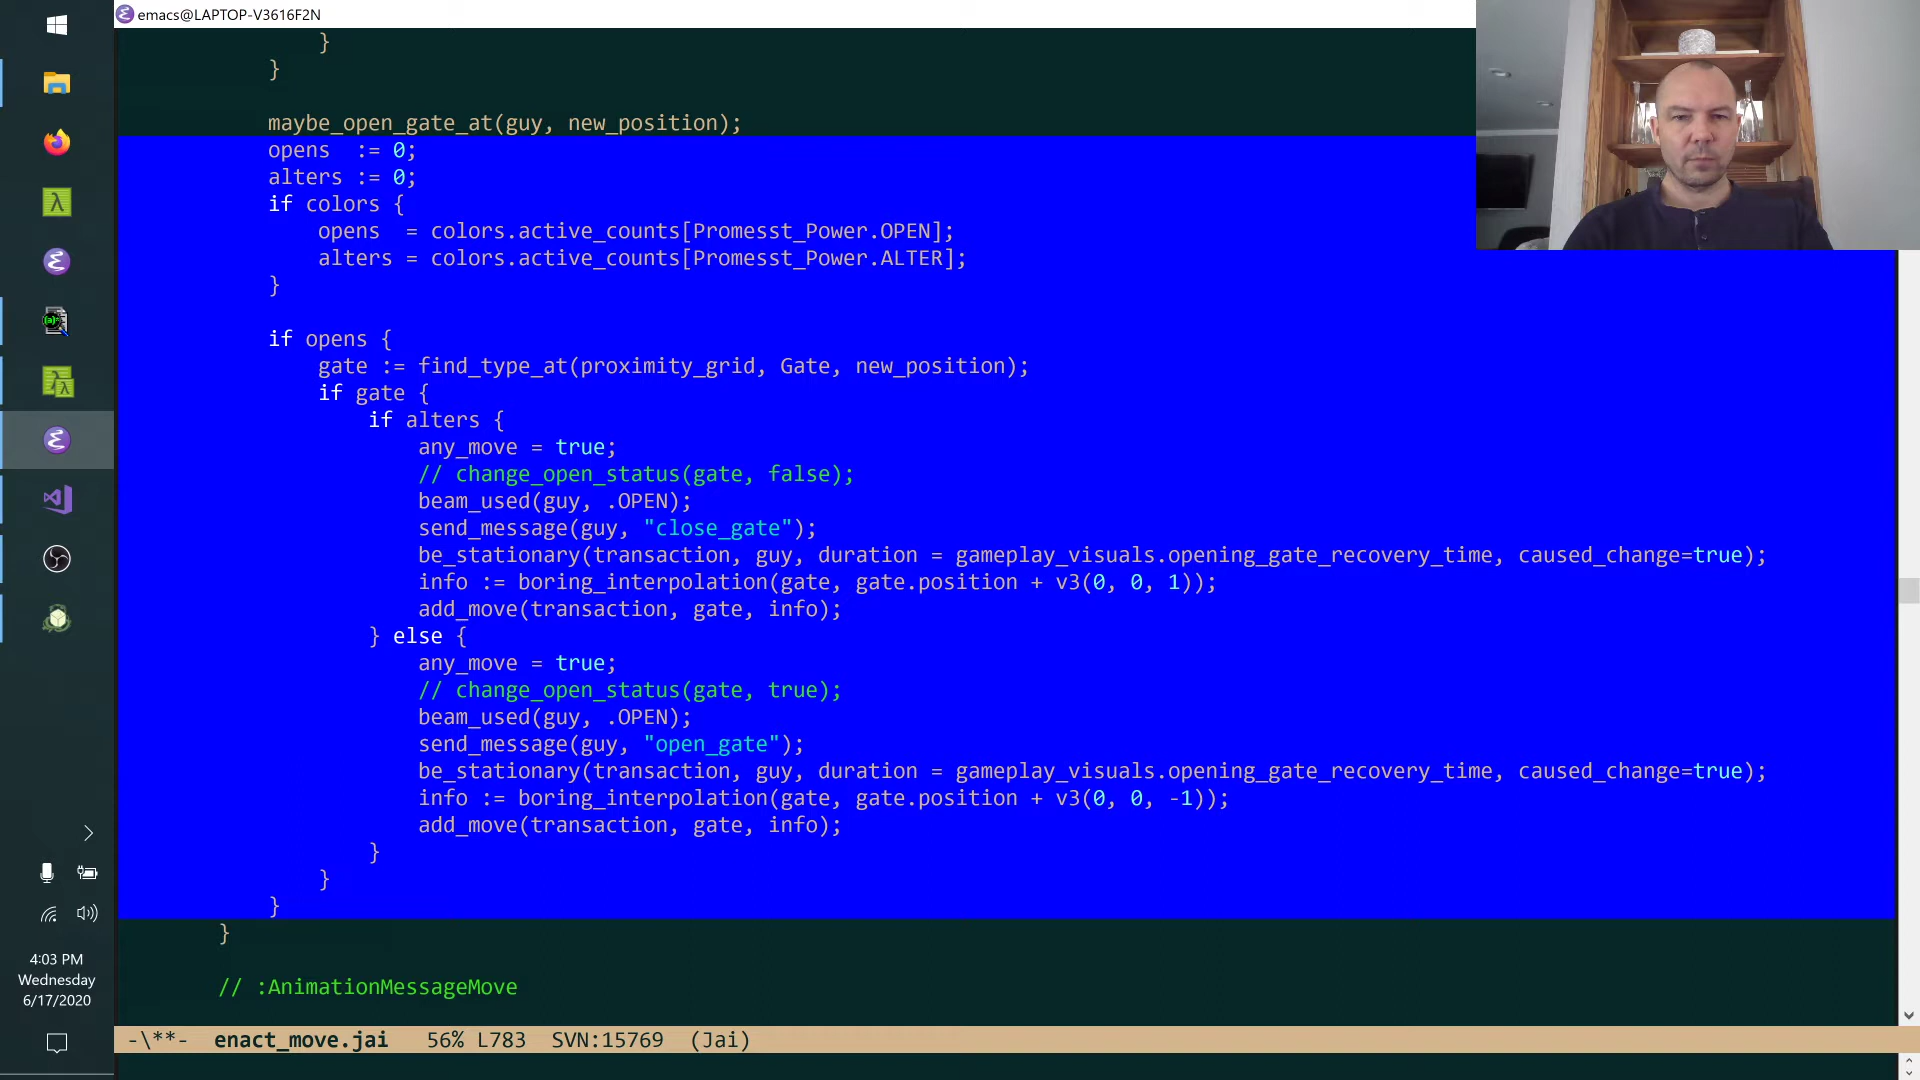 emacs@LAPTOP-V3616F2N
}
}
maybe_open_gate_at(guy, new_position);
opens  := 0;
alters := 0;
if colors {
opens  = colors.active_counts[Promesst_Power.OPEN];
alters = colors.active_counts[Promesst_Power.ALTER];
}
if opens {
gate := find_type_at(proximity_grid, Gate, new_position);
if gate {
if alters {
any_move = true;
// change_open_status(gate, false);
beam_used(guy, .OPEN);
send_message(guy, "close_gate");
be_stationary(transaction, guy, duration = gameplay_visuals.opening_gate_recovery_time, caused_change=true);
info := boring_interpolation(gate, gate.position + v3(0, 0, 1));
add_move(transaction, gate, info);
} else {
any_move = true;
// change_open_status(gate, true);
beam_used(guy, .OPEN);
send_message(guy, "open_gate");
be_stationary(transaction, guy, duration = gameplay_visuals.opening_gate_recovery_time, caused_change=true);
info := boring_interpolation(gate, gate.position + v3(0, 0, -1));
add_move(transaction, gate, info);
}
}
}
}
// :AnimationMessageMove
-\**-  enact_move.jai   56% L783  SVN:15769  (Jai)
4:03 PM
Wednesday
6/17/2020